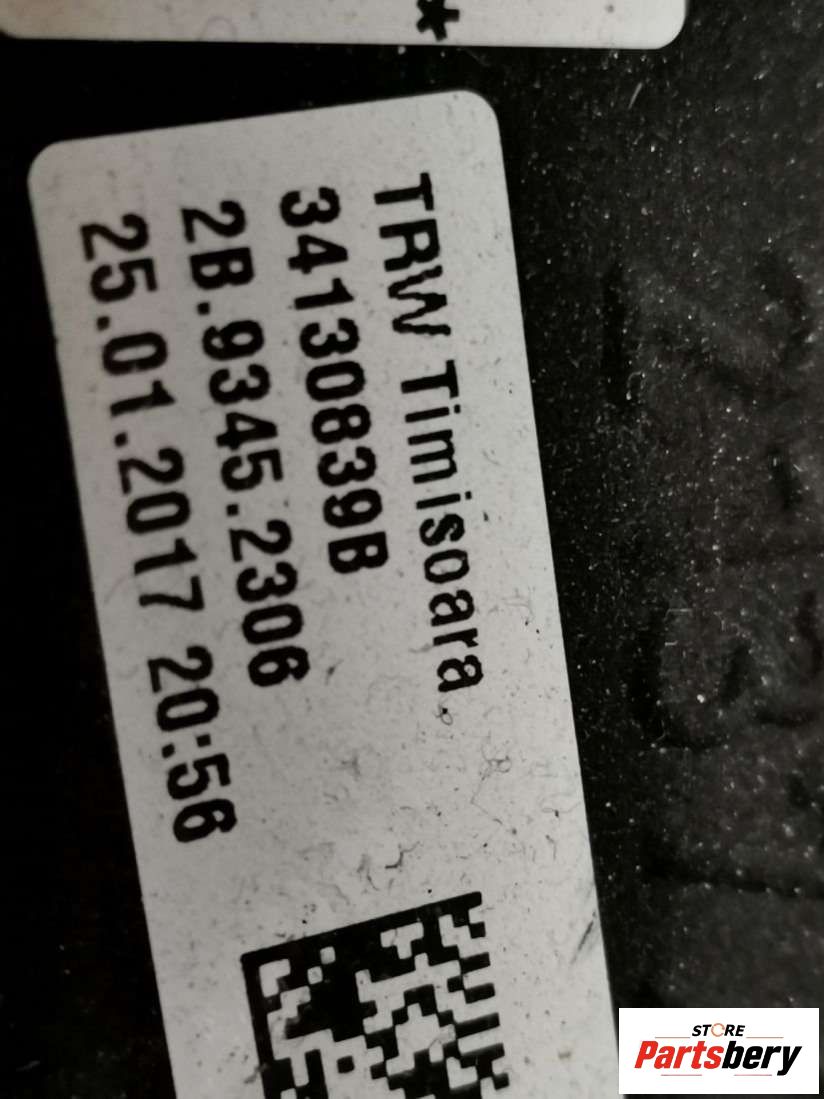 *
TRW Timisoara
34130839B
2B.9345.2306
25.01.2017 20:56
STORE
Partsbery